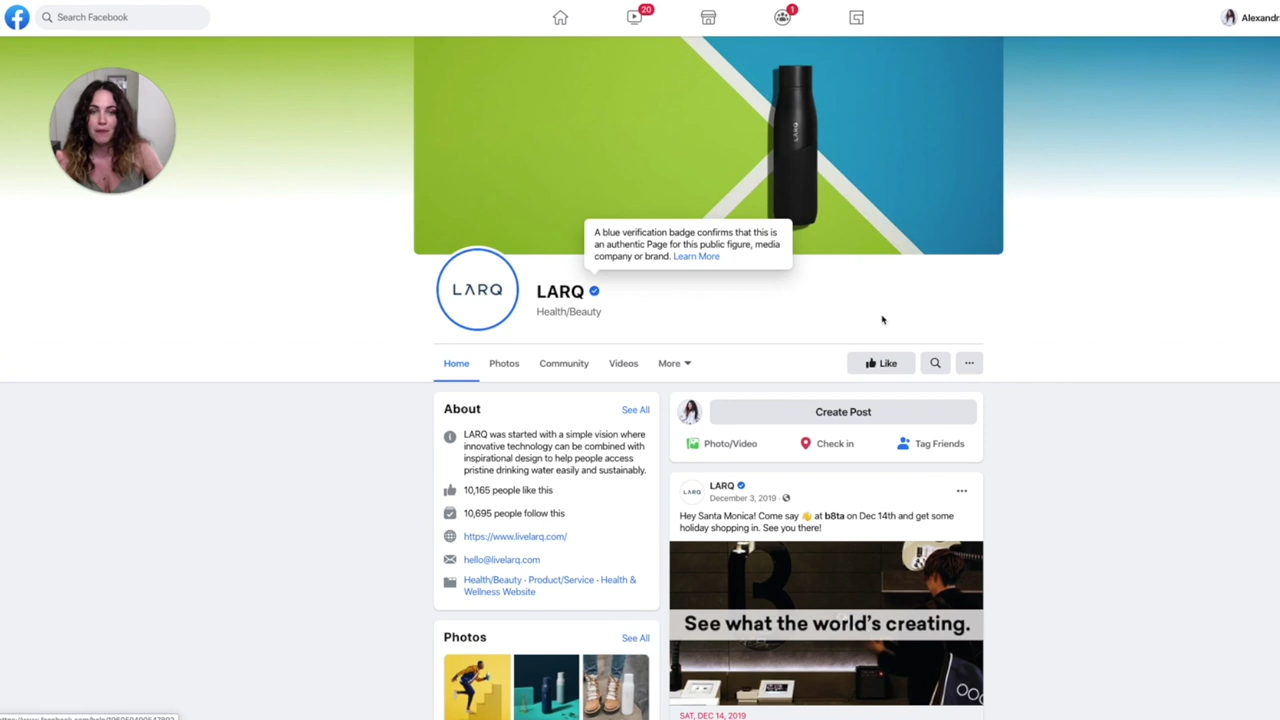 Search Facebook
20
1
Alexandr
LARQ
A blue verification badge confirms that this is
an authentic Page for this public figure, media
company or brand. Learn More
LARQ
LARQ
Health/Beauty
Home
Photos
Community
Videos
More
Like
About
See All
LARQ was started with a simple vision where
innovative technology can be combined with
inspirational design to help people access
pristine drinking water easily and sustainably.
10,165 people like this
10,695 people follow this
https://www.livelarq.com/
hello@livelarq.com
Health/Beauty · Product/Service · Health &
Wellness Website
Photos
See All
Create Post
Photo/Video
Check in
Tag Friends
LARQ
LARQ
December 3, 2019 ·
Hey Santa Monica! Come say 👋 at b8ta on Dec 14th and get some
holiday shopping in. See you there!
See what the world's creating.
SAT, DEC 14, 2019